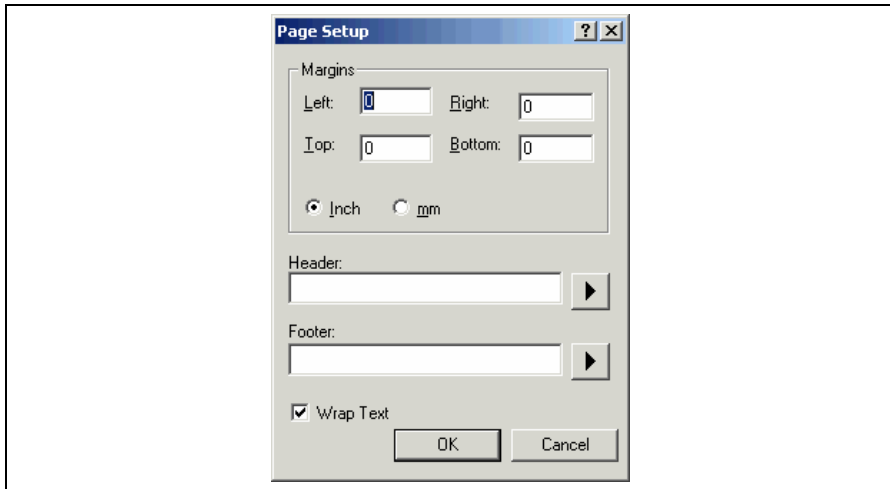 Page Setup ? X
Margins
Left: 0 Right: 0
Top: 0 Bottom: 0
Inch mm
Header:
Footer:
Wrap Text
OK Cancel